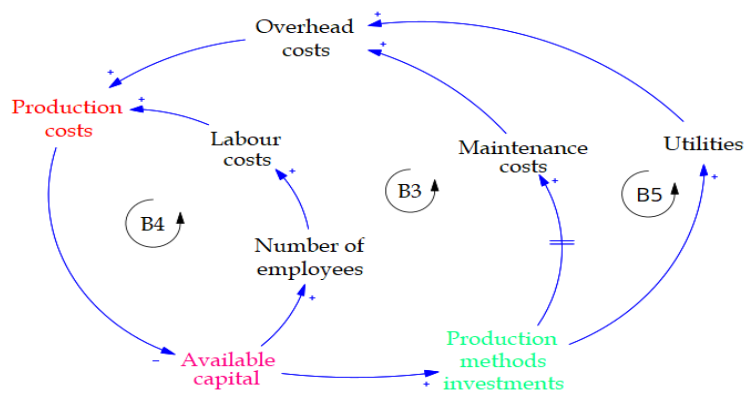 Overhead
costs
+
+
+
+
Production
costs
+
Labour
costs
Maintenance
costs
Utilities
+
+
+
B4
B3
B5
Number of
employees
+
–
Available
capital
+
Production
methods
investments